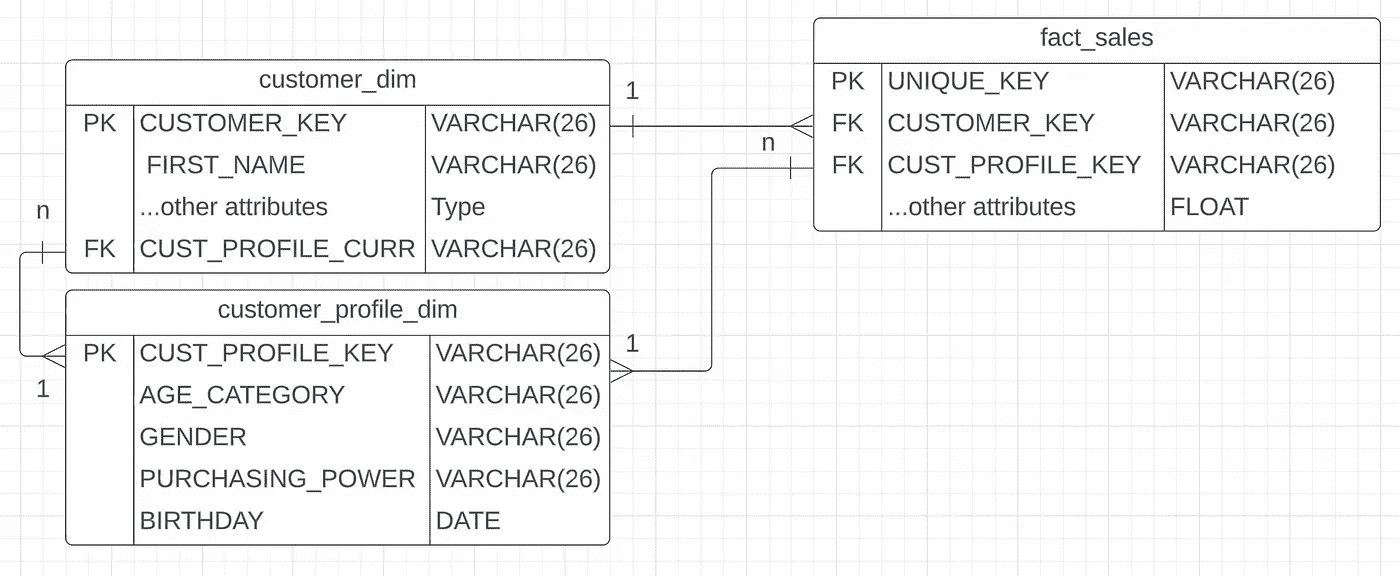 customer_dim
PK CUSTOMER_KEY VARCHAR(26)
FIRST_NAME VARCHAR(26)
...other attributes Type
FK CUST_PROFILE_CURR VARCHAR(26)
n
1
customer_profile_dim
PK CUST_PROFILE_KEY VARCHAR(26)
AGE_CATEGORY VARCHAR(26)
GENDER VARCHAR(26)
PURCHASING_POWER VARCHAR(26)
BIRTHDAY DATE
1
n
1
fact_sales
PK UNIQUE_KEY VARCHAR(26)
FK CUSTOMER_KEY VARCHAR(26)
FK CUST_PROFILE_KEY VARCHAR(26)
...other attributes FLOAT